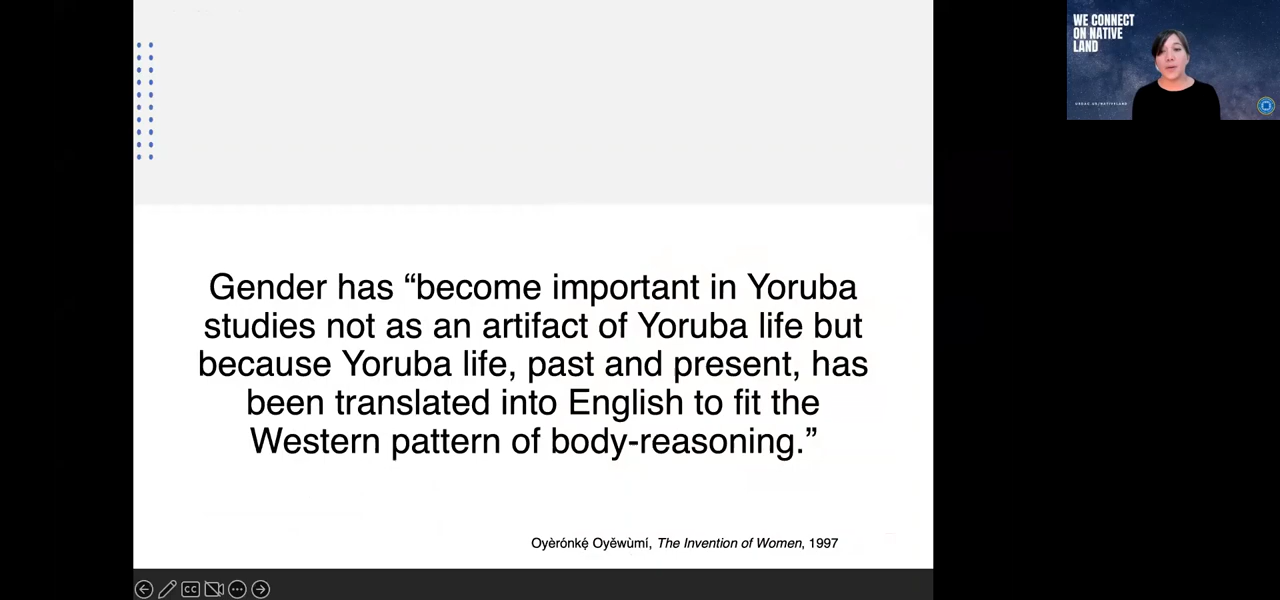 Gender has “become important in Yoruba
studies not as an artifact of Yoruba life but
because Yoruba life, past and present, has
been translated into English to fit the
Western pattern of body-reasoning.”
Oyèrónkẹ́ Oyěwùmí, The Invention of Women, 1997
CC
WE CONNECT
ON NATIVE
LAND